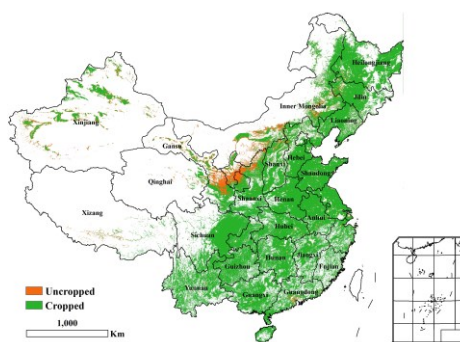 Heilongjiang
Jilin
Inner Mongolia
Liaoning
Xinjiang
Gansu
Hebei
Shanxi
Shandong
Qinghai
Shaanxi
Henan
Xizang
Anhui
Hubei
Sichuan
Jiangxi
Hunan
Guizhou
Fujian
Yunnan
Guangxi
Guangdong
Uncropped
Cropped
1,000
Km